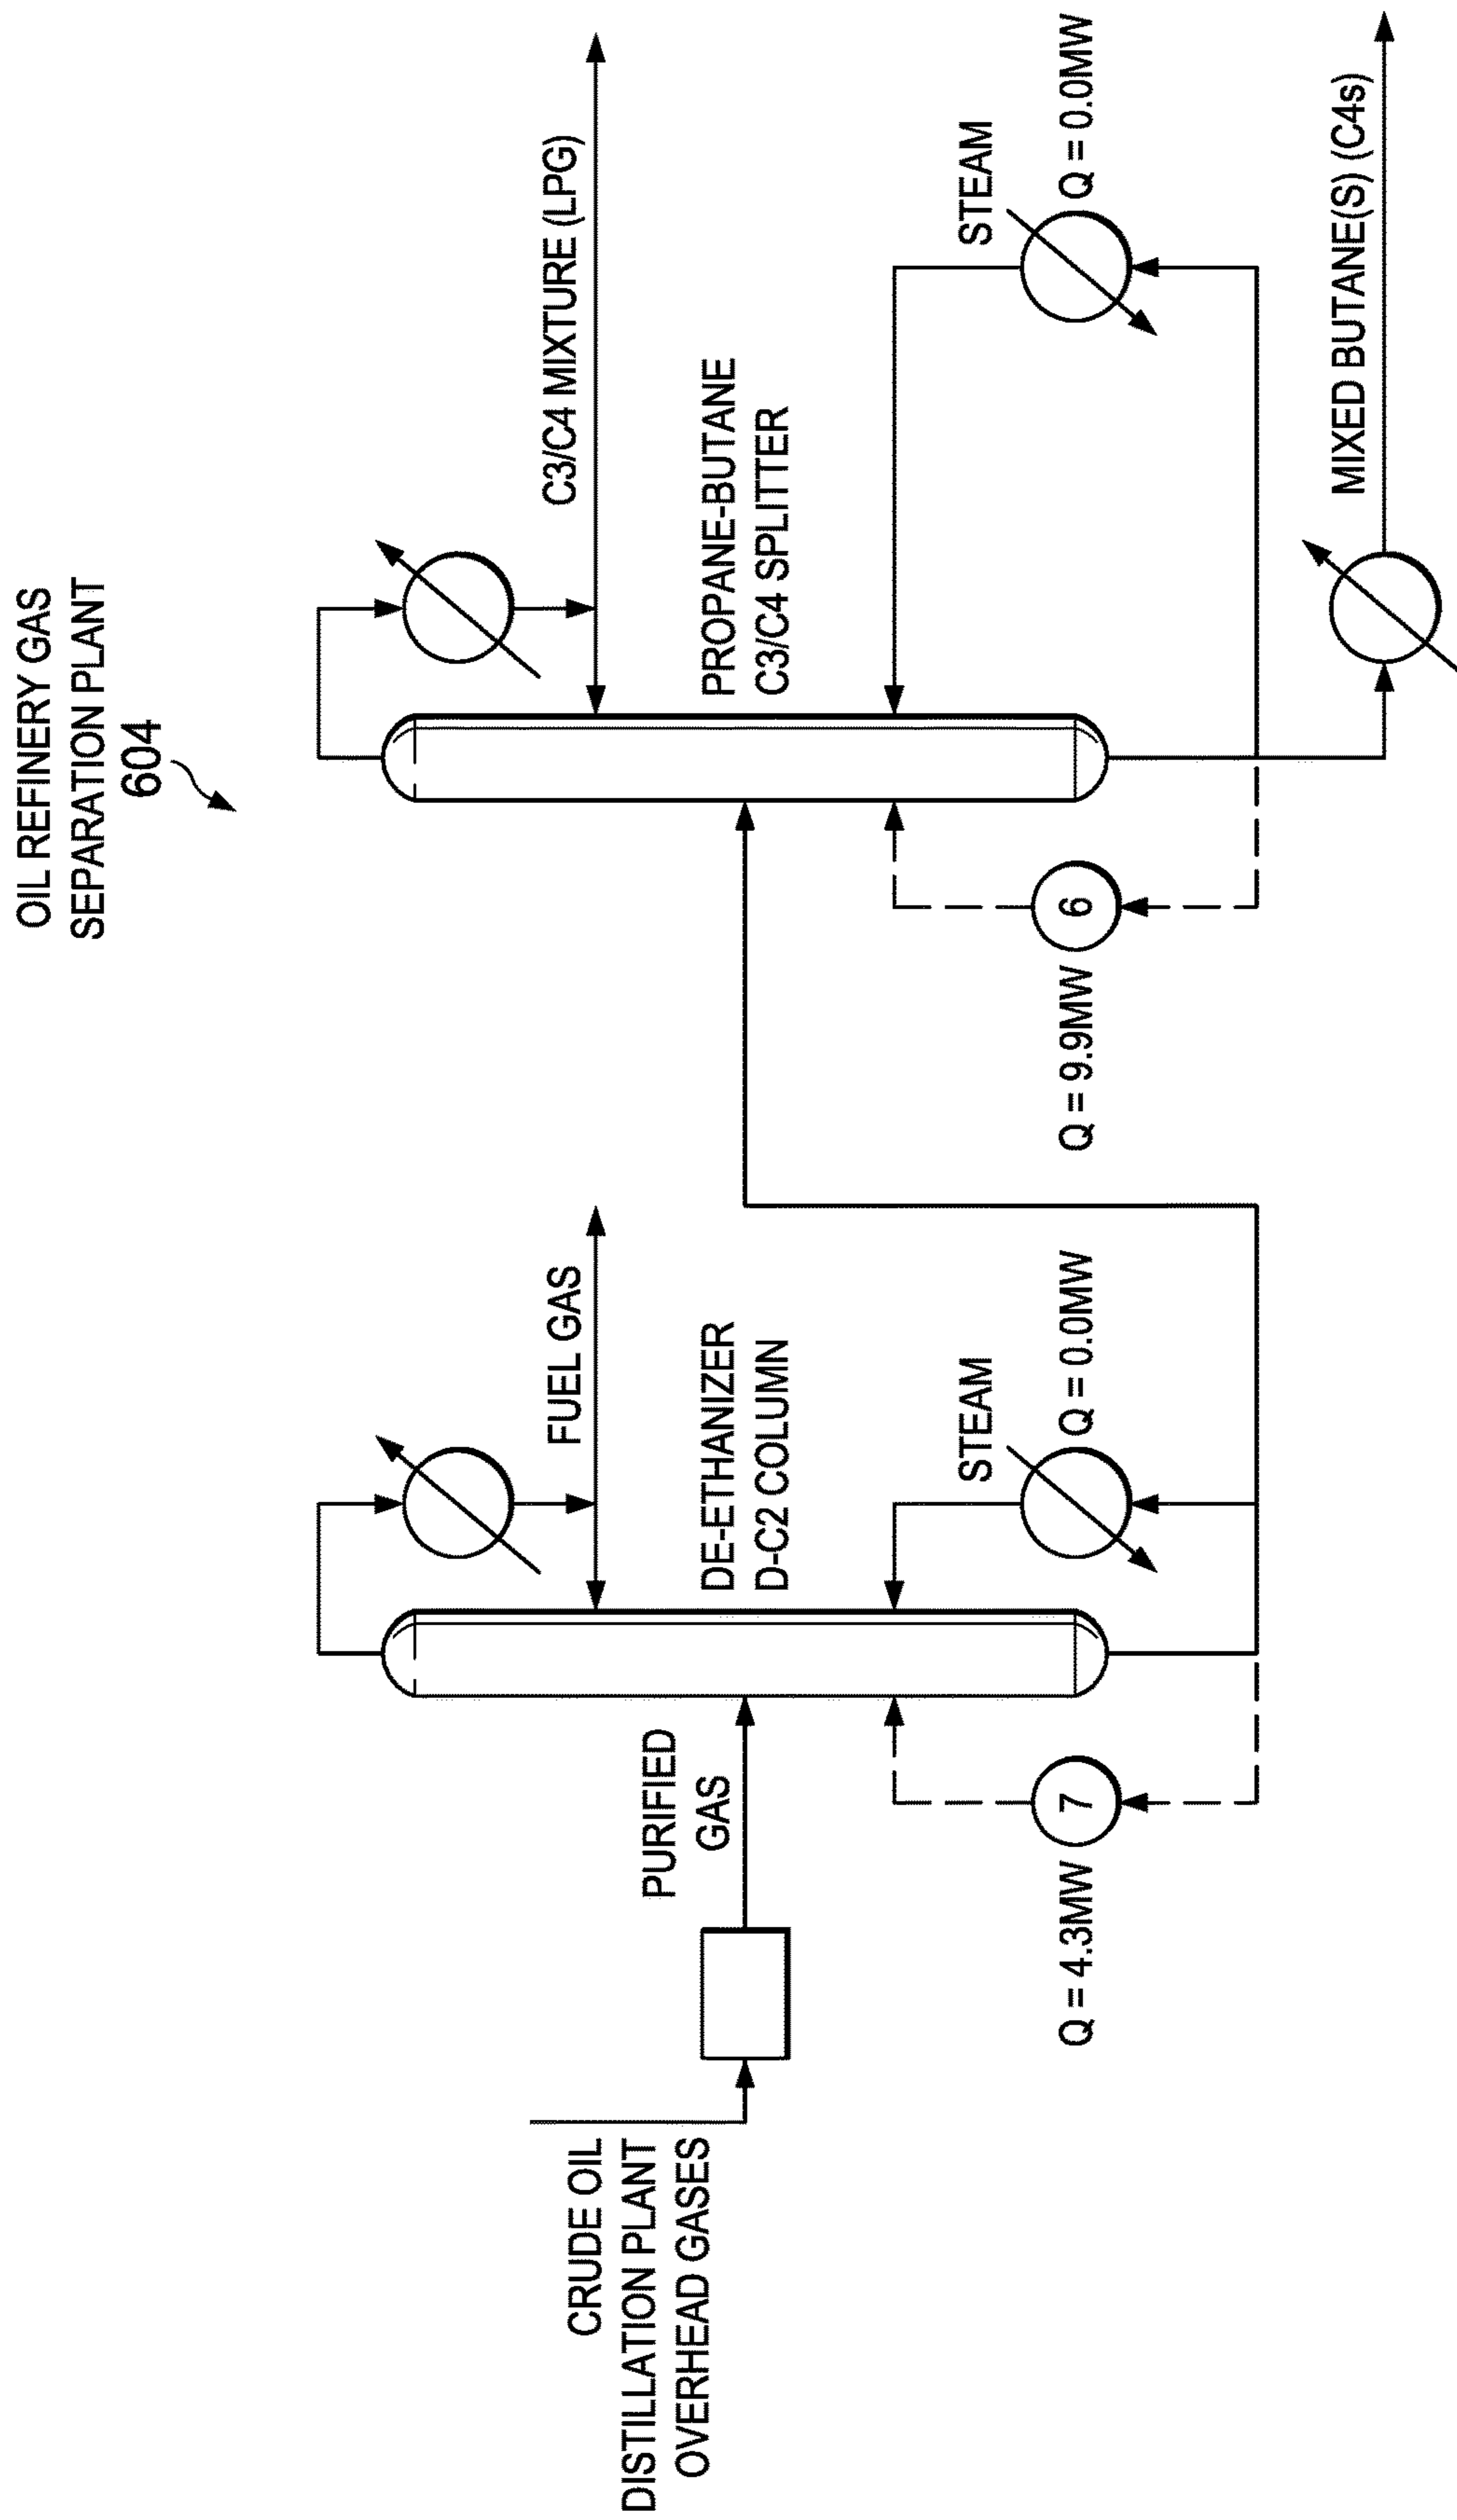 OIL REFINERY GAS
SEPARATION PLANT
604
CRUDE OIL
DISTILLATION PLANT
OVERHEAD GASES
PURIFIED
GAS
FUEL GAS
DE-ETHANIZER
D-C2 COLUMN
STEAM
Q = 0.0MW
7
Q = 4.3MW
C3/C4 MIXTURE (LPG)
PROPANE-BUTANE
C3/C4 SPLITTER
STEAM
Q = 0.0MW
6
Q = 9.9MW
MIXED BUTANE(S) (C4s)